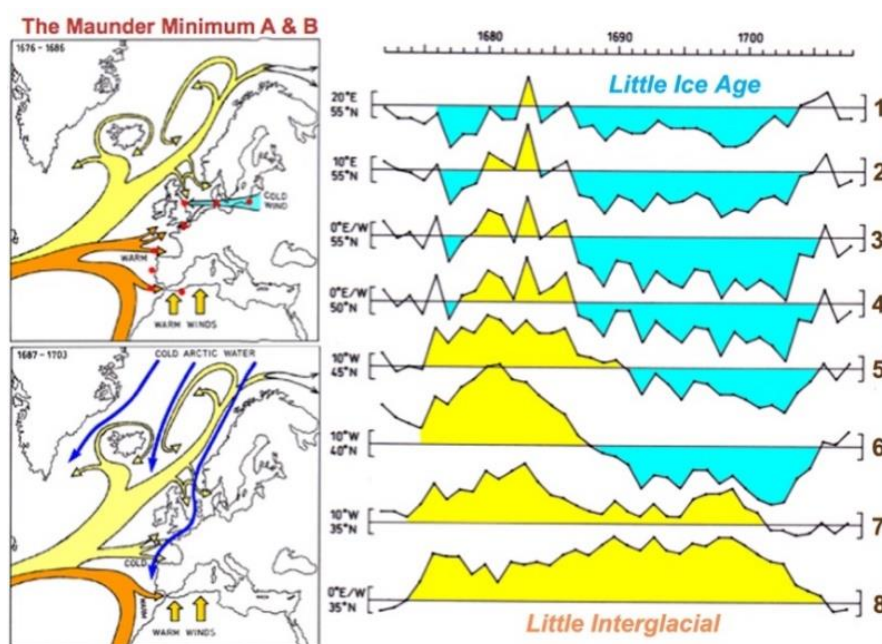 The Maunder Minimum A & B
1676 - 1686
COLD
WIND
WARM
WARM WINDS
1687 - 1703
COLD ARCTIC WATER
COLD
WARM
WARM WINDS
1680 1690 1700
Little Ice Age
20°E
55°N
1
10°E
55°N
2
0°E/W
55°N
3
0°E/W
50°N
4
10°W
45°N
5
10°W
40°N
6
10°W
35°N
7
0°E/W
35°N
8
Little Interglacial